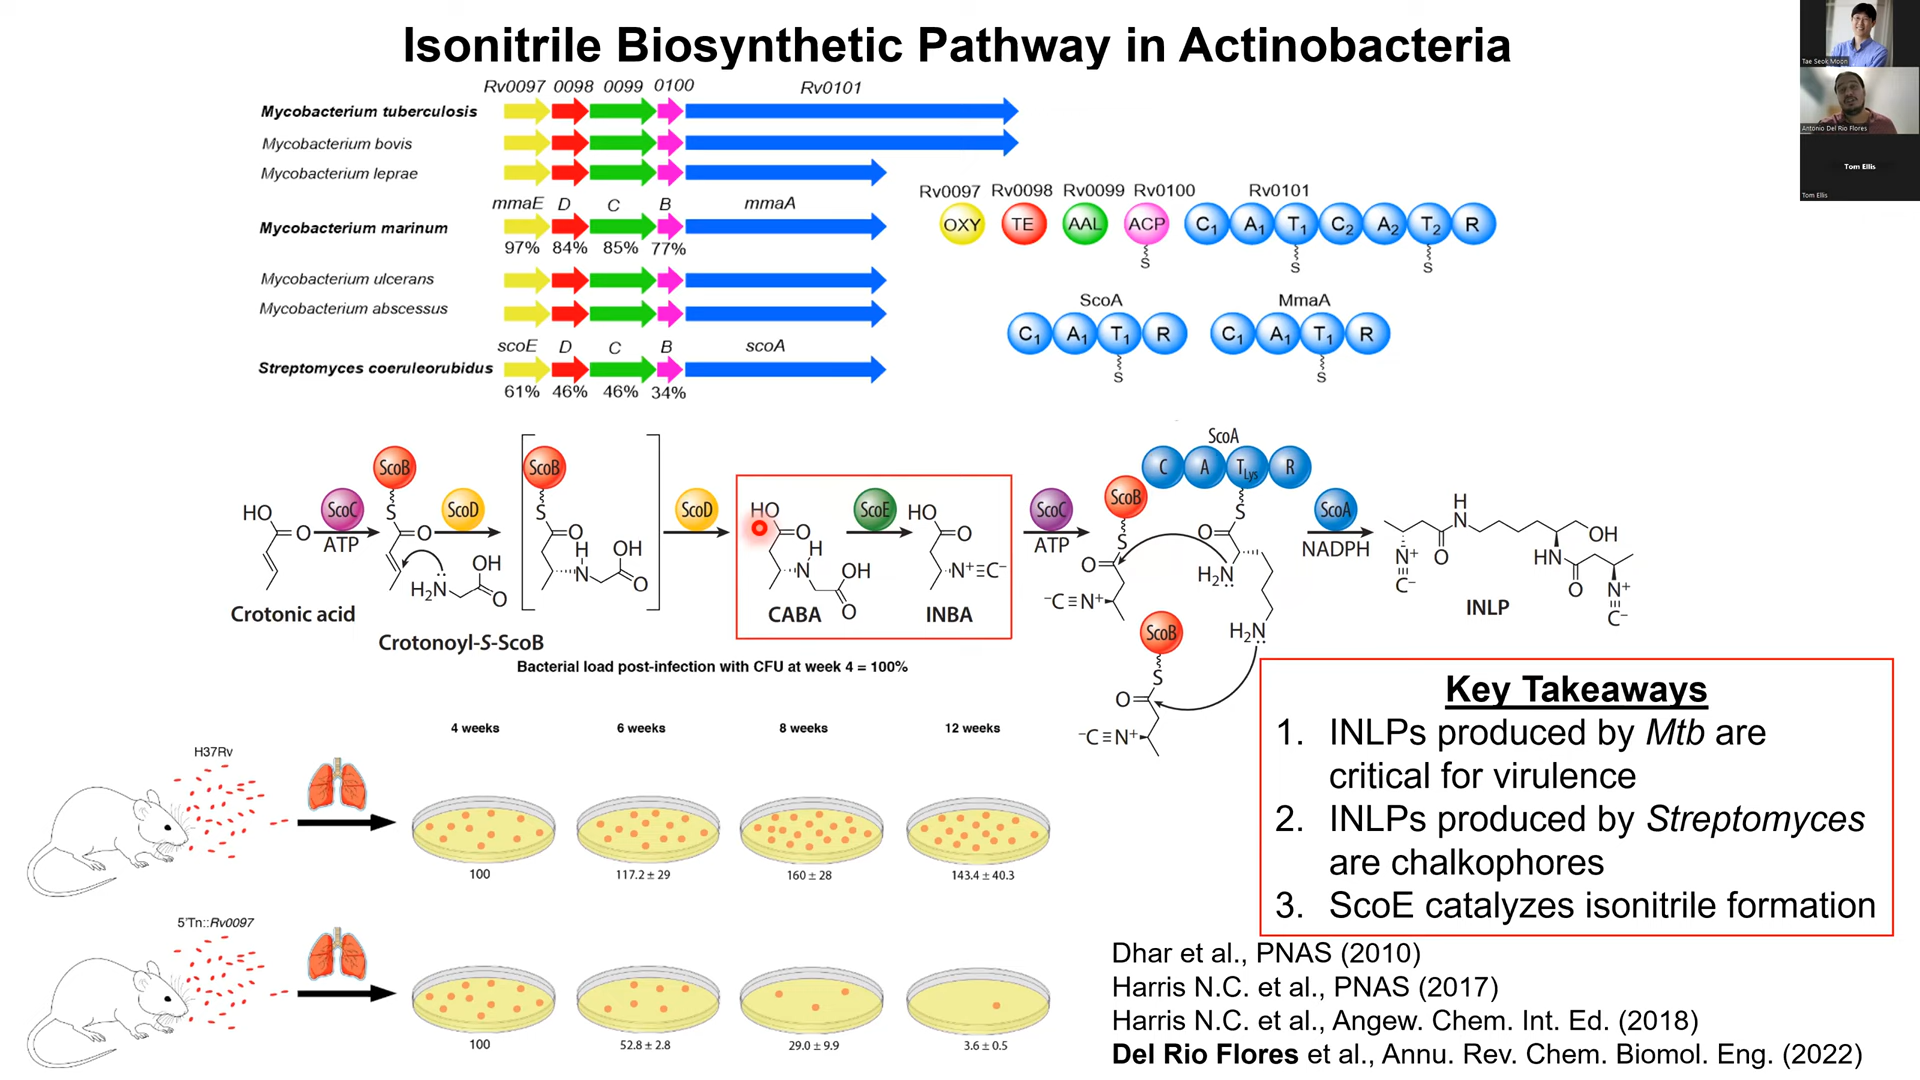 Isonitrile Biosynthetic Pathway in Actinobacteria
Tae Seok Moon
Antonio Del Rio Flores
Tom Ellis
Tom Ellis
Rv0097 0098 0099 0100 Rv0101
Mycobacterium tuberculosis
Mycobacterium bovis
Mycobacterium leprae
mmaE D C B mmaA
Mycobacterium marinum
97% 84% 85% 77%
Mycobacterium ulcerans
Mycobacterium abscessus
scoE D C B scoA
Streptomyces coeruleorubidus
61% 46% 46% 34%
Rv0097 Rv0098 Rv0099 Rv0100 Rv0101
OXY TE AAL ACP C1 A1 T1 C2 A2 T2 R
S S S
ScoA MmaA
C1 A1 T1 R C1 A1 T1 R
S S
HO O
Crotonic acid
ScoC
ATP
ScoB
S
O
H2N
OH
O
Crotonoyl-S-ScoB
ScoD
ScoB
S
O
H
N
OH
O
ScoD
HO
O
H
N
OH
O
CABA
ScoE
HO
O
N+≡C−
INBA
ScoC
ATP
ScoA
C A TLys R
ScoB
S
O
−C≡N+
S
O
H2N
H2N
ScoB
S
O
−C≡N+
ScoA
NADPH
H
N
O
N+
C−
OH
HN
O
N+
C−
INLP
Bacterial load post-infection with CFU at week 4 = 100%
4 weeks 6 weeks 8 weeks 12 weeks
H37Rv
100 117.2 ± 29 160 ± 28 143.4 ± 40.3
5'Tn::Rv0097
100 52.8 ± 2.8 29.0 ± 9.9 3.6 ± 0.5
Key Takeaways
1. INLPs produced by Mtb are
critical for virulence
2. INLPs produced by Streptomyces
are chalkophores
3. ScoE catalyzes isonitrile formation
Dhar et al., PNAS (2010)
Harris N.C. et al., PNAS (2017)
Harris N.C. et al., Angew. Chem. Int. Ed. (2018)
Del Rio Flores et al., Annu. Rev. Chem. Biomol. Eng. (2022)